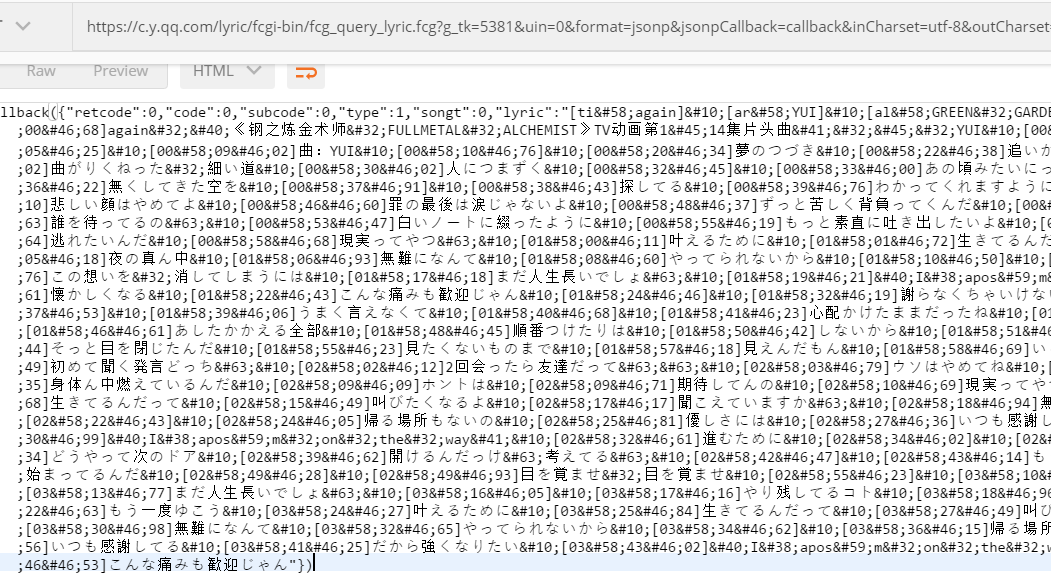 https://c.y.qq.com/lyric/fcgi-bin/fcg_query_lyric.fcg?g_tk=5381&uin=0&format=jsonp&jsonpCallback=callback&inCharset=utf-8&outCharset=
Raw Preview HTML
llback({"retcode":0,"code":0,"subcode":0,"type":1,"songt":0,"lyric":"[ti&#58;again]&#10;[ar&#58;YUI]&#10;[al&#58;GREEN&#32;GARDE
;00&#46;68]again&#32;&#40;《钢之炼金术师&#32;FULLMETAL&#32;ALCHEMIST》TV动画第1&#45;14集片头曲&#41;&#32;&#45;&#32;YUI&#10;[00
;05&#46;25]&#10;[00&#58;09&#46;02]曲：YUI&#10;[00&#58;10&#46;76]&#10;[00&#58;20&#46;34]夢のつづき&#10;[00&#58;22&#46;38]追いか
02]曲がりくねった&#32;細い道&#10;[00&#58;30&#46;02]人につまずく&#10;[00&#58;32&#46;45]&#10;[00&#58;33&#46;00]あの頃みたいにっ
36&#46;22]無くしてきた空を&#10;[00&#58;37&#46;91]&#10;[00&#58;38&#46;43]探してる&#10;[00&#58;39&#46;76]わかってくれますように
;10]悲しい顔はやめてよ&#10;[00&#58;46&#46;60]罪の最後は涙じゃないよ&#10;[00&#58;48&#46;37]ずっと苦しく背負ってくんだ&#10;[00&#
;63]誰を待ってるの&#63;&#10;[00&#58;53&#46;47]白いノートに綴ったように&#10;[00&#58;55&#46;19]もっと素直に吐き出したいよ&#10;[0
;64]逃れたいんだ&#10;[00&#58;58&#46;68]現実ってやつ&#63;&#10;[01&#58;00&#46;11]叶えるために&#10;[01&#58;01&#46;72]生きてるんだ
05&#46;18]夜の真ん中&#10;[01&#58;06&#46;93]無難になんて&#10;[01&#58;08&#46;60]やってられないから&#10;[01&#58;10&#46;50]&#10;[
;76]この想いを&#32;消してしまうには&#10;[01&#58;17&#46;18]まだ人生長いでしょ&#63;&#10;[01&#58;19&#46;21]&#40;I&#38;apos&#59;m&
;61]懐かしくなる&#10;[01&#58;22&#46;43]こんな痛みも歓迎じゃん&#10;[01&#58;24&#46;46]&#10;[01&#58;32&#46;19]謝らなくちゃいけな
37&#46;53]&#10;[01&#58;39&#46;06]うまく言えなくて&#10;[01&#58;40&#46;68]&#10;[01&#58;41&#46;23]心配かけたままだったね&#10;[01
;[01&#58;46&#46;61]あしたかかえる全部&#10;[01&#58;48&#46;45]順番つけたりは&#10;[01&#58;50&#46;42]しないから&#10;[01&#58;51&#4
44]そっと目を閉じたんだ&#10;[01&#58;55&#46;23]見たくないものまで&#10;[01&#58;57&#46;18]見えんだもん&#10;[01&#58;58&#46;69]い
;49]初めて聞く発言どっち&#63;&#10;[02&#58;02&#46;12]2回会ったら友達だって&#63;&#63;&#10;[02&#58;03&#46;79]ウソはやめてね&#10;[
;35]身体ん中燃えているんだ&#10;[02&#58;09&#46;09]ホントは&#10;[02&#58;09&#46;71]期待してんの&#10;[02&#58;10&#46;69]現実ってや
;68]生きてるんだって&#10;[02&#58;15&#46;49]叫びたくなるよ&#10;[02&#58;17&#46;17]聞こえていますか&#63;&#10;[02&#58;18&#46;94]無
[02&#58;22&#46;43]&#10;[02&#58;24&#46;05]帰る場所もないの&#10;[02&#58;25&#46;81]優しさには&#10;[02&#58;27&#46;36]いつも感謝し
30&#46;99]&#40;I&#38;apos&#59;m&#32;on&#32;the&#32;way&#41;&#10;[02&#58;32&#46;61]進むために&#10;[02&#58;34&#46;02]&#10;[02
;34]どうやって次のドア&#10;[02&#58;39&#46;62]開けるんだっけ&#63;考えてる&#10;[02&#58;42&#46;47]&#10;[02&#58;43&#46;14]も
;始まってるんだ&#10;[02&#58;49&#46;28]&#10;[02&#58;49&#46;93]目を覚ませ&#32;目を覚ませ&#10;[02&#58;55&#46;23]&#10;[03&#58;10&#
;[03&#58;13&#46;77]まだ人生長いでしょ&#63;&#10;[03&#58;16&#46;05]&#10;[03&#58;17&#46;16]やり残してるコト&#10;[03&#58;18&#46;96
;22&#46;63]もう一度ゆこう&#10;[03&#58;24&#46;27]叶えるために&#10;[03&#58;25&#46;84]生きてるんだって&#10;[03&#58;27&#46;49]叫び
;[03&#58;30&#46;98]無難になんて&#10;[03&#58;32&#46;65]やってられないから&#10;[03&#58;34&#46;62]&#10;[03&#58;36&#46;15]帰る場所
;56]いつも感謝してる&#10;[03&#58;41&#46;25]だから強くなりたい&#10;[03&#58;43&#46;02]&#40;I&#38;apos&#59;m&#32;on&#32;the&#32;w
;46&#46;53]こんな痛みも歓迎じゃん"})